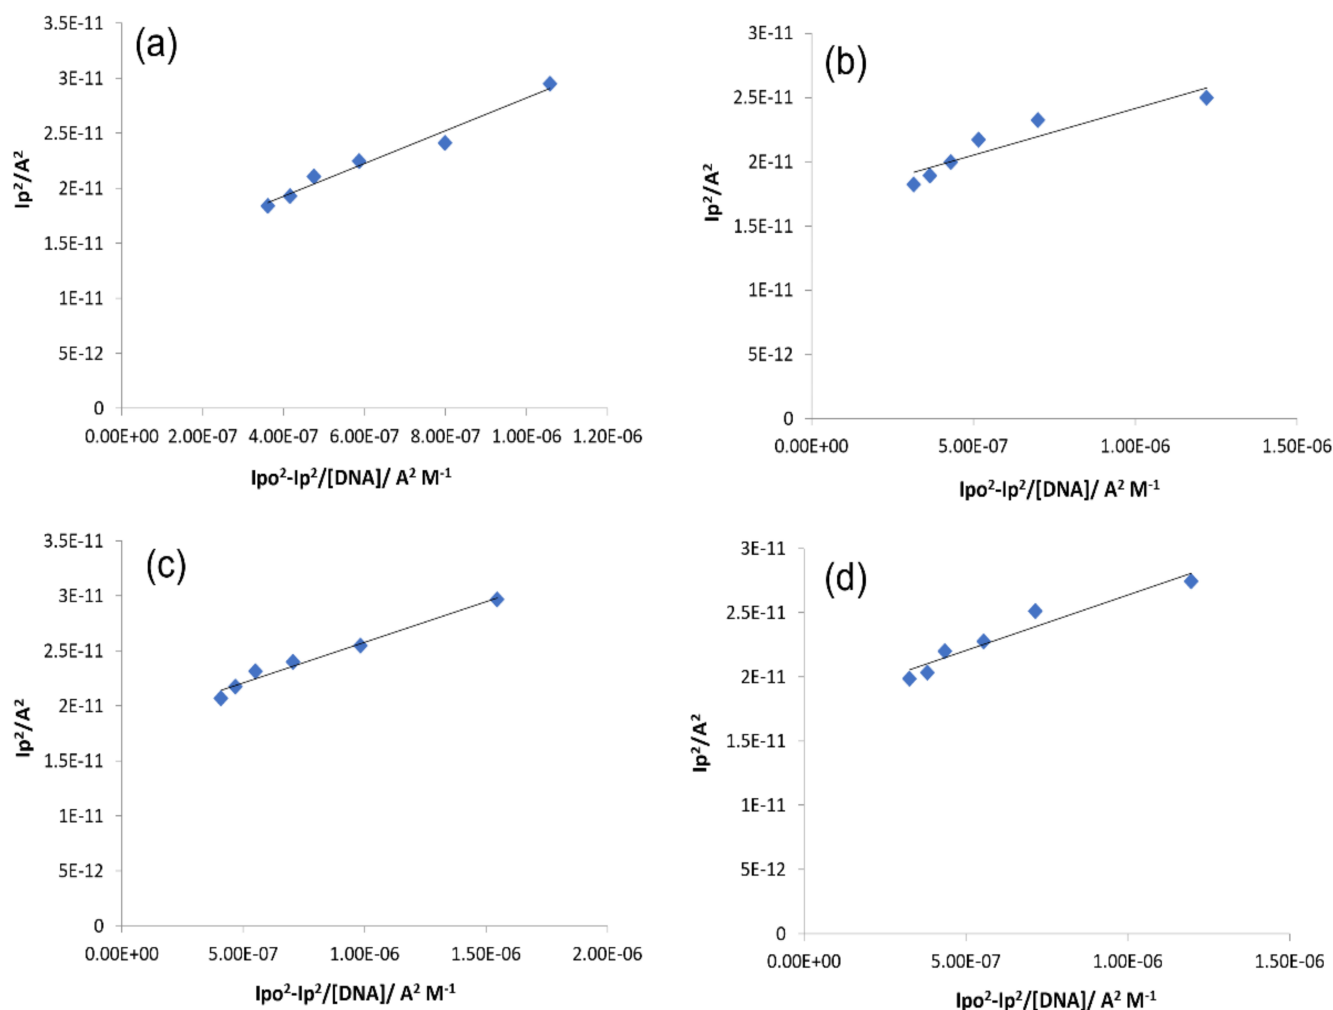 (a)
3.5E-11
3E-11
2.5E-11
2E-11
1.5E-11
1E-11
5E-12
0
Ip²/A²
0.00E+00 2.00E-07 4.00E-07 6.00E-07 8.00E-07 1.00E-06 1.20E-06
Ipo²-Ip²/[DNA]/ A² M⁻¹
(b)
3E-11
2.5E-11
2E-11
1.5E-11
1E-11
5E-12
0
Ip²/A²
0.00E+00 5.00E-07 1.00E-06 1.50E-06
Ipo²-Ip²/[DNA]/ A² M⁻¹
(c)
3.5E-11
3E-11
2.5E-11
2E-11
1.5E-11
1E-11
5E-12
0
Ip²/A²
0.00E+00 5.00E-07 1.00E-06 1.50E-06 2.00E-06
Ipo²-Ip²/[DNA]/ A² M⁻¹
(d)
3E-11
2.5E-11
2E-11
1.5E-11
1E-11
5E-12
0
Ip²/A²
0.00E+00 5.00E-07 1.00E-06 1.50E-06
Ipo²-Ip²/[DNA]/ A² M⁻¹